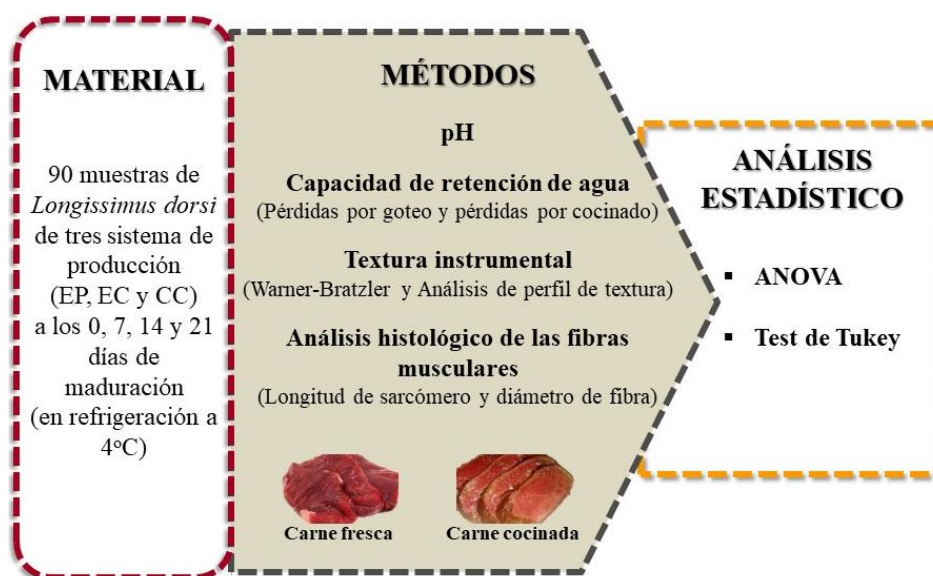 MATERIAL
90 muestras de
Longissimus dorsi
de tres sistema de
producción
(EP, EC y CC)
a los 0, 7, 14 y 21
días de
maduración
(en refrigeración a
4ºC)
MÉTODOS
pH
Capacidad de retención de agua
(Pérdidas por goteo y pérdidas por cocinado)
Textura instrumental
(Warner-Bratzler y Análisis de perfil de textura)
Análisis histológico de las fibras
musculares
(Longitud de sarcómero y diámetro de fibra)
Carne fresca
Carne cocinada
ANÁLISIS
ESTADÍSTICO
▪ ANOVA
▪ Test de Tukey